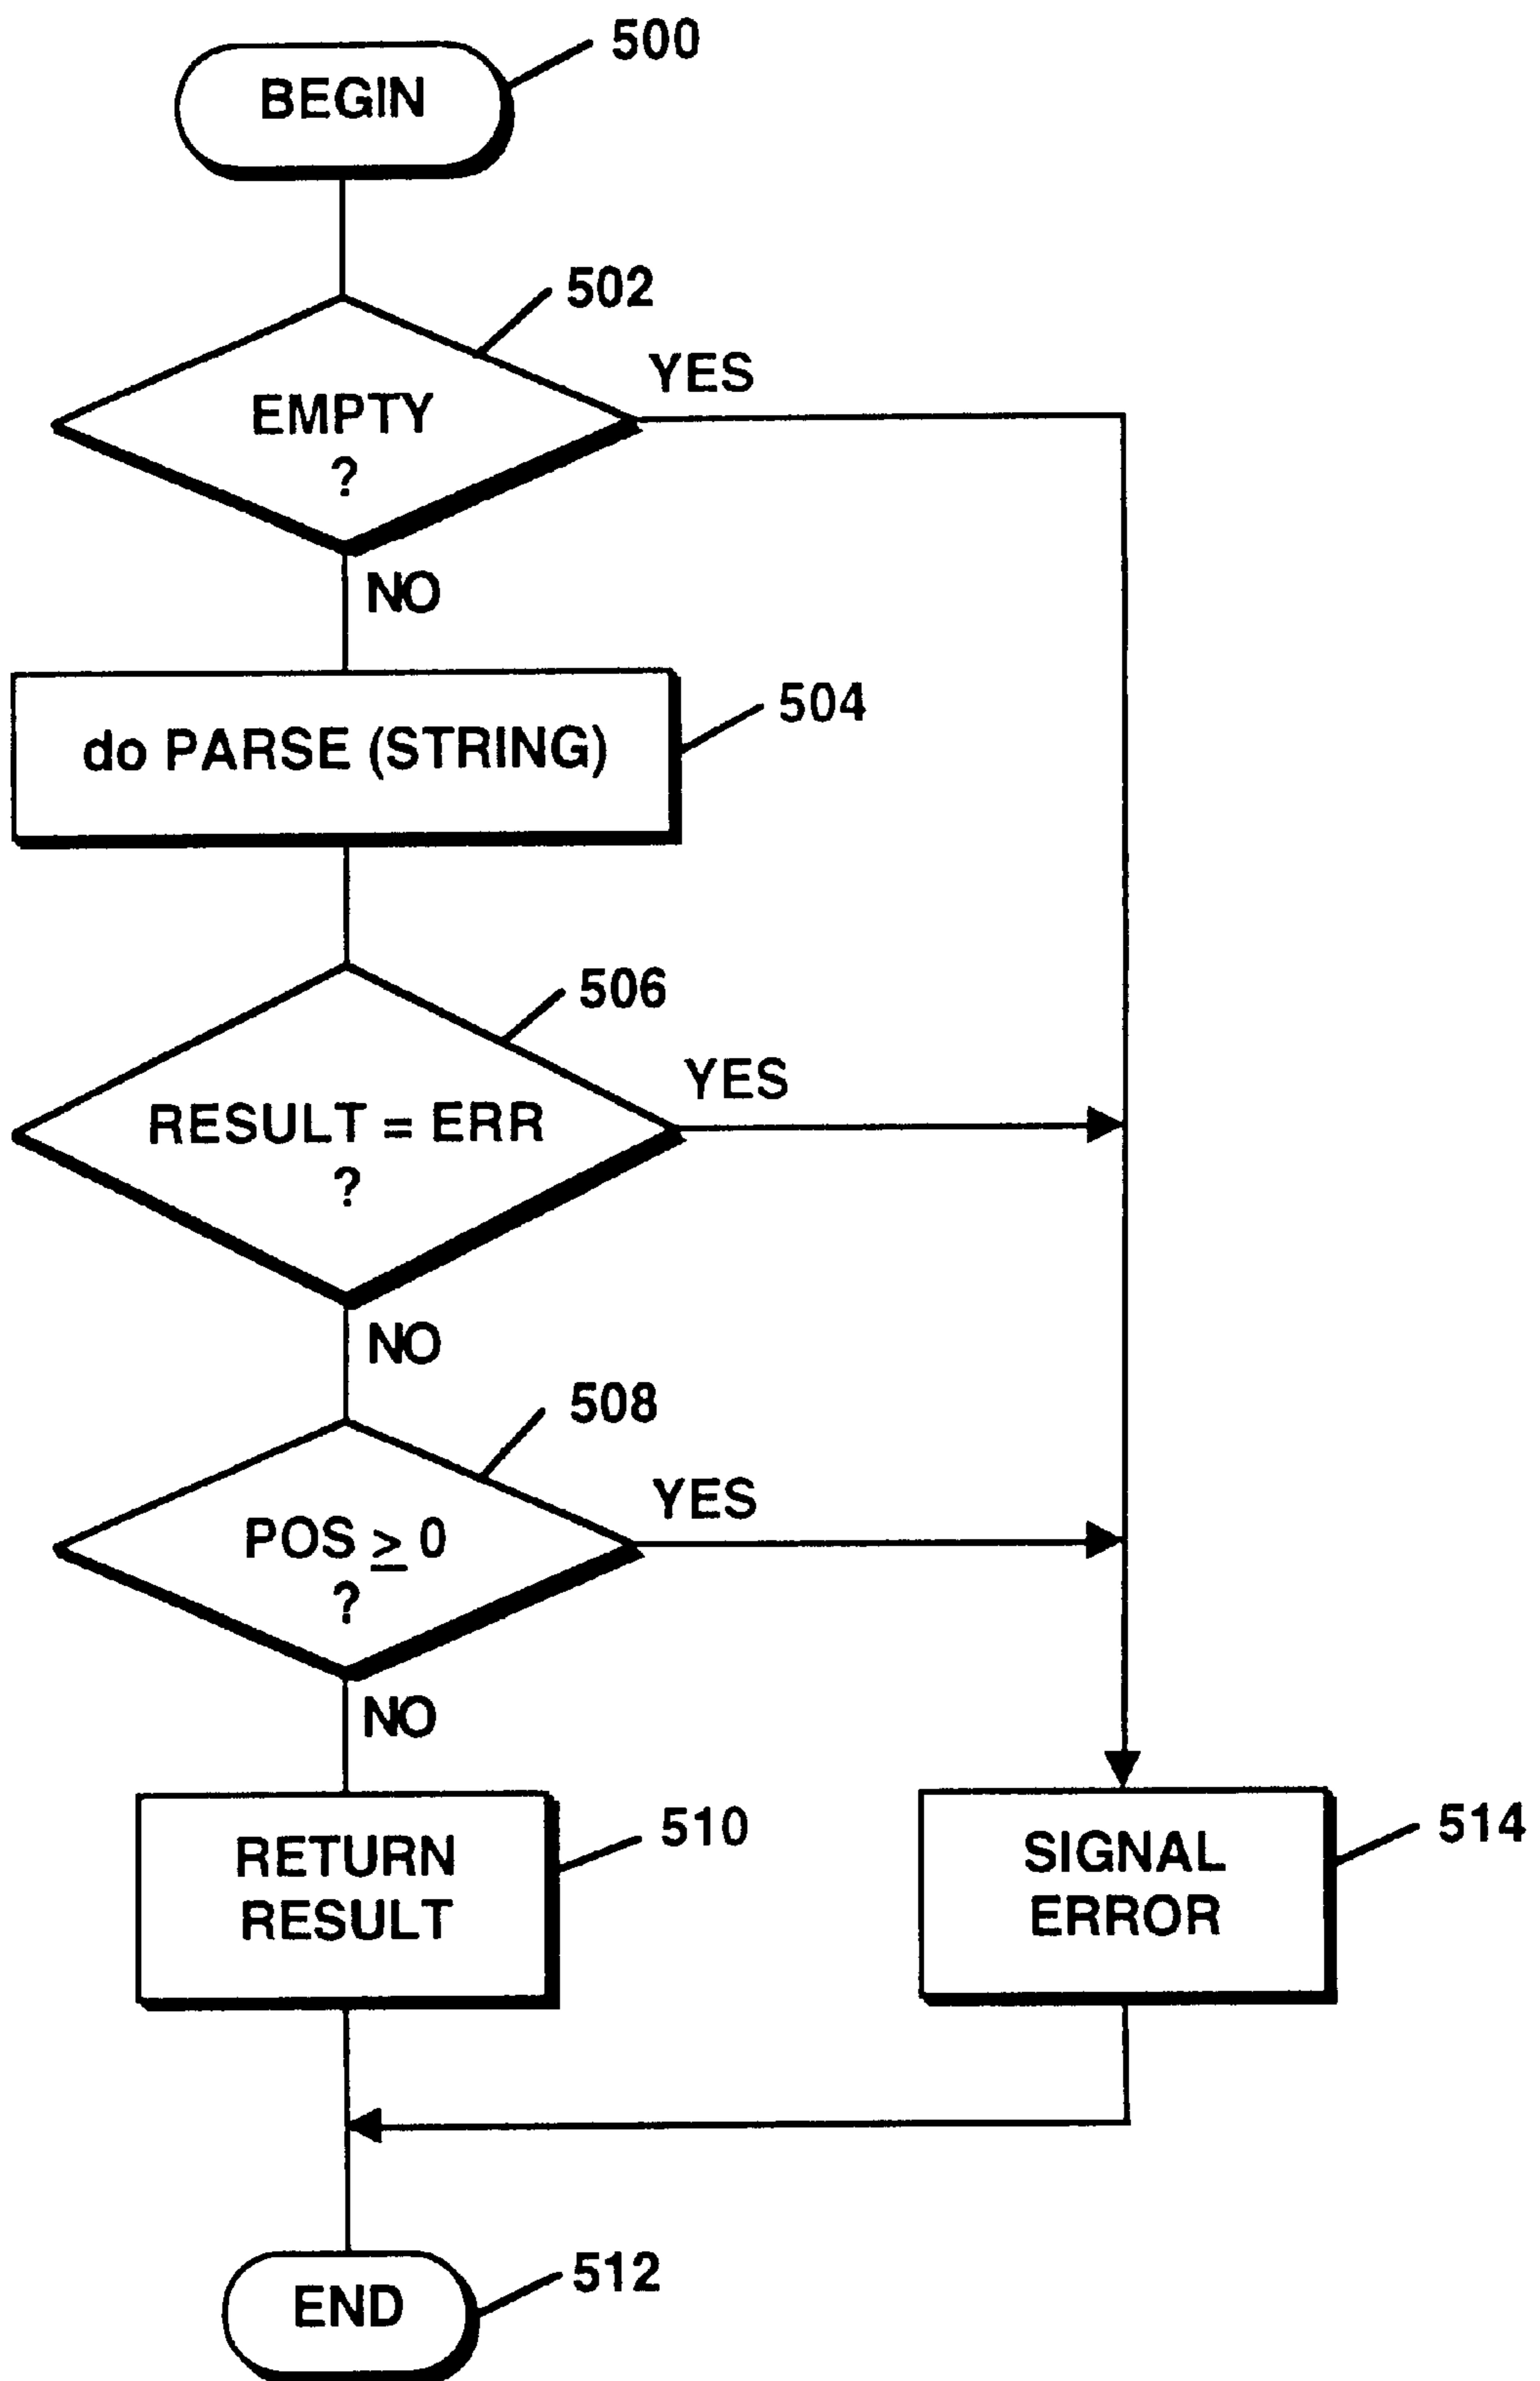 BEGIN
500
502
EMPTY
?
YES
NO
do PARSE (STRING)
504
506
RESULT = ERR
?
YES
NO
508
POS ≥ 0
?
YES
NO
RETURN
RESULT
510
SIGNAL
ERROR
514
END
512